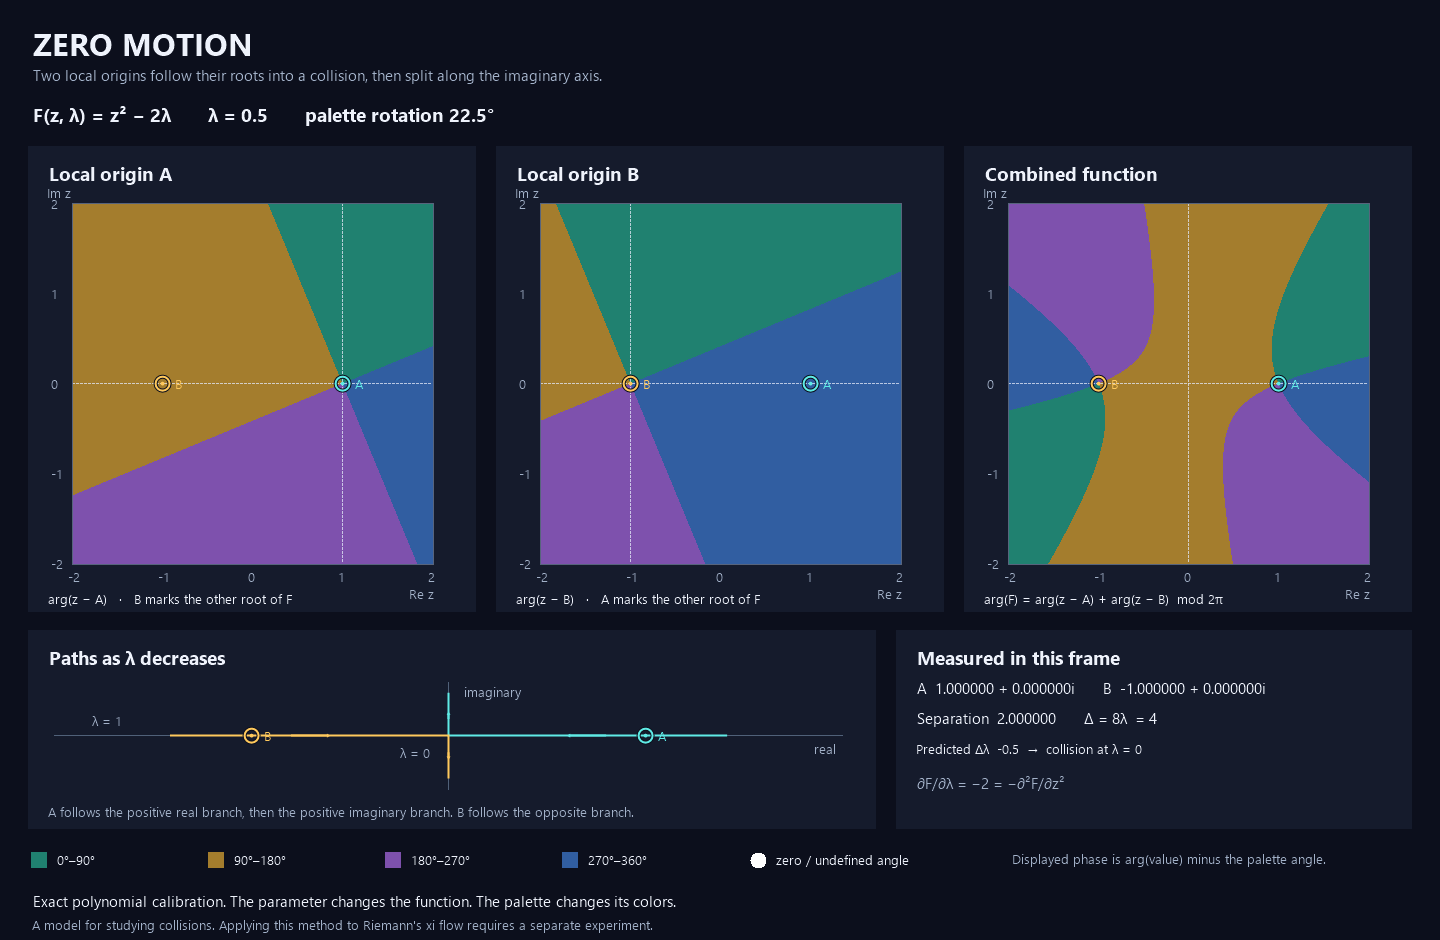 ZERO MOTION
Two local origins follow their roots into a collision, then split along the imaginary axis.
F(z, λ) = z² − 2λ λ = 0.5 palette rotation 22.5°
Local origin A
Im z
2
1
0
-1
-2
B
A
-2 -1 0 1 2
Re z
arg(z − A) · B marks the other root of F
Local origin B
Im z
2
1
0
-1
-2
B
A
-2 -1 0 1 2
Re z
arg(z − B) · A marks the other root of F
Combined function
Im z
2
1
0
-1
-2
B
A
-2 -1 0 1 2
Re z
arg(F) = arg(z − A) + arg(z − B) mod 2π
Paths as λ decreases
imaginary
λ = 1
B
A
λ = 0
real
A follows the positive real branch, then the positive imaginary branch. B follows the opposite branch.
Measured in this frame
A 1.000000 + 0.000000i B -1.000000 + 0.000000i
Separation 2.000000 Δ = 8λ = 4
Predicted Δλ -0.5 → collision at λ = 0
∂F/∂λ = −2 = −∂²F/∂z²
0°–90° 90°–180° 180°–270° 270°–360° zero / undefined angle Displayed phase is arg(value) minus the palette angle.
Exact polynomial calibration. The parameter changes the function. The palette changes its colors.
A model for studying collisions. Applying this method to Riemann's xi flow requires a separate experiment.